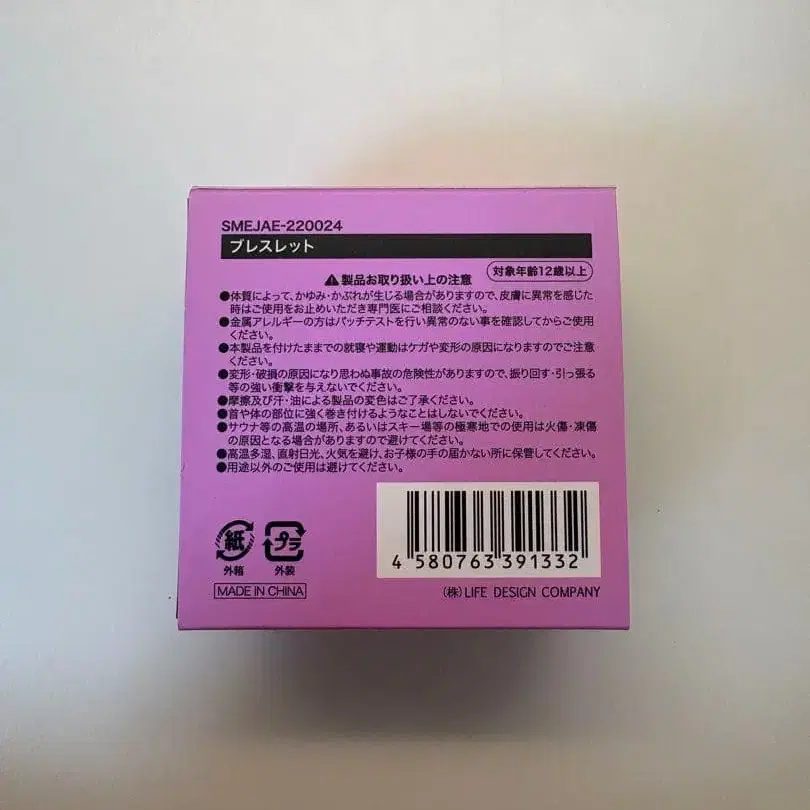 SMEJAE-220024
ブレスレット
⚠製品お取り扱い上の注意
対象年齢12歳以上
●体質によって、かゆみ・かぶれが生じる場合がありますので、皮膚に異常を感じた
時はご使用をお止めいただき専門医にご相談ください。
●金属アレルギーの方はパッチテストを行い異常のない事を確認してからご使用
ください。
●本製品を付けたままでの就寝や運動はケガや変形の原因になりますのでご注意
ください。
●変形・破損の原因になり思わぬ事故の危険性がありますので、振り回す・引っ張る
等の強い衝撃を与えないでください。
●摩擦及び汗・油による製品の変色はご了承ください。
●首や体の部位に強く巻き付けるようなことはしないでください。
●サウナ等の高温の場所、あるいはスキー場等の極寒地での使用は火傷・凍傷
の原因となる場合がありますので避けてください。
●高温多湿、直射日光、火気を避け、お子様の手の届かない所に保管してください。
●用途以外のご使用は避けてください。
紙 プラ
外箱 外装
4 580763 391332
MADE IN CHINA
(株)LIFE DESIGN COMPANY